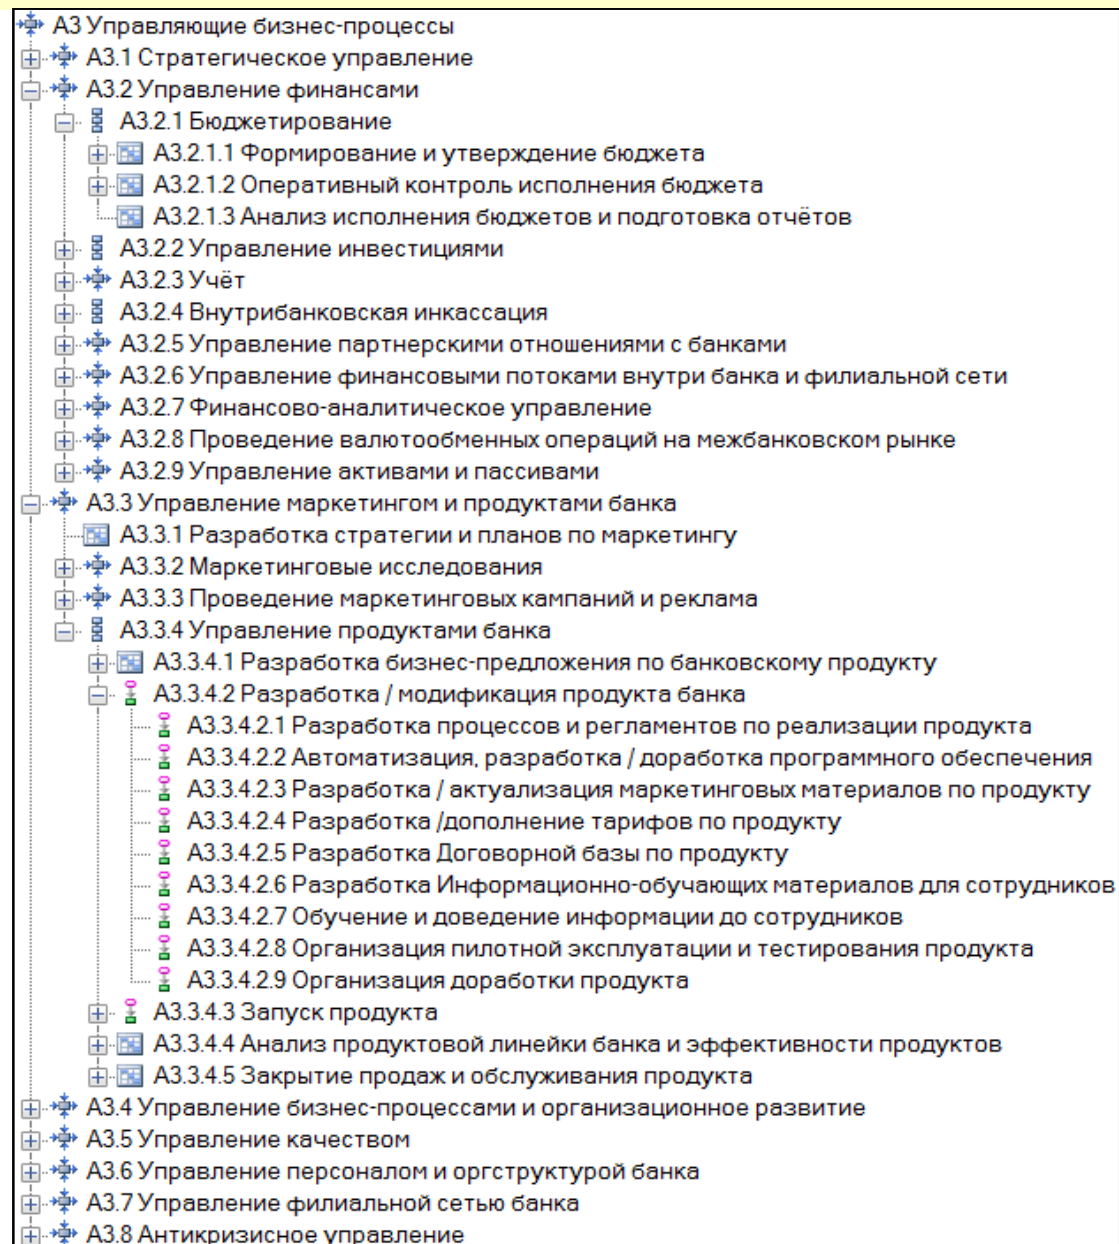 А3 Управляющие бизнес-процессы
А3.1 Стратегическое управление
А3.2 Управление финансами
А3.2.1 Бюджетирование
А3.2.1.1 Формирование и утверждение бюджета
А3.2.1.2 Оперативный контроль исполнения бюджета
А3.2.1.3 Анализ исполнения бюджетов и подготовка отчётов
А3.2.2 Управление инвестициями
А3.2.3 Учёт
А3.2.4 Внутрибанковская инкассация
А3.2.5 Управление партнерскими отношениями с банками
А3.2.6 Управление финансовыми потоками внутри банка и филиальной сети
А3.2.7 Финансово-аналитическое управление
А3.2.8 Проведение валютообменных операций на межбанковском рынке
А3.2.9 Управление активами и пассивами
А3.3 Управление маркетингом и продуктами банка
А3.3.1 Разработка стратегии и планов по маркетингу
А3.3.2 Маркетинговые исследования
А3.3.3 Проведение маркетинговых кампаний и реклама
А3.3.4 Управление продуктами банка
А3.3.4.1 Разработка бизнес-предложения по банковскому продукту
А3.3.4.2 Разработка / модификация продукта банка
А3.3.4.2.1 Разработка процессов и регламентов по реализации продукта
А3.3.4.2.2 Автоматизация, разработка / доработка программного обеспечения
А3.3.4.2.3 Разработка / актуализация маркетинговых материалов по продукту
А3.3.4.2.4 Разработка /дополнение тарифов по продукту
А3.3.4.2.5 Разработка Договорной базы по продукту
А3.3.4.2.6 Разработка Информационно-обучающих материалов для сотрудников
А3.3.4.2.7 Обучение и доведение информации до сотрудников
А3.3.4.2.8 Организация пилотной эксплуатации и тестирования продукта
А3.3.4.2.9 Организация доработки продукта
А3.3.4.3 Запуск продукта
А3.3.4.4 Анализ продуктовой линейки банка и эффективности продуктов
А3.3.4.5 Закрытие продаж и обслуживания продукта
А3.4 Управление бизнес-процессами и организационное развитие
А3.5 Управление качеством
А3.6 Управление персоналом и оргструктурой банка
А3.7 Управление филиальной сетью банка
А3.8 Антикризисное управление